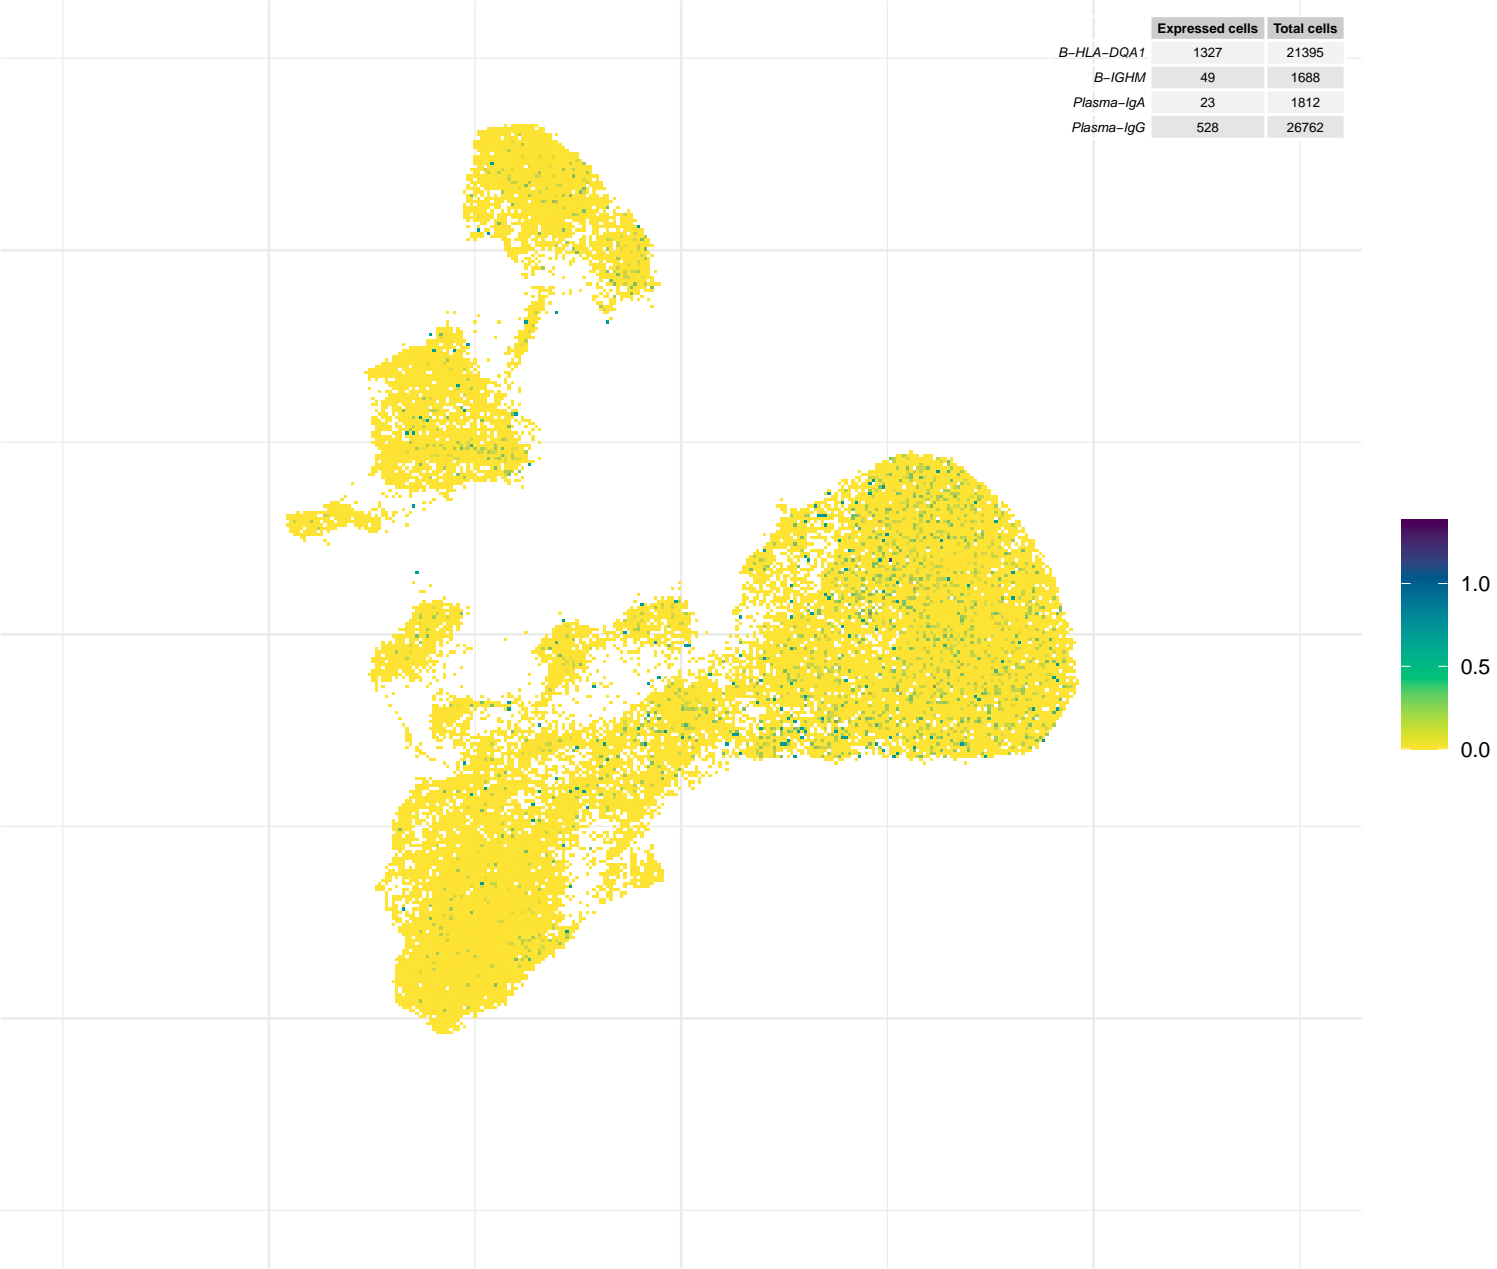 Expressed cells Total cells
B−HLA−DQA1 1327 21395
B−IGHM 49 1688
Plasma−IgA 23 1812
Plasma−IgG 528 26762
1.0
0.5
0.0